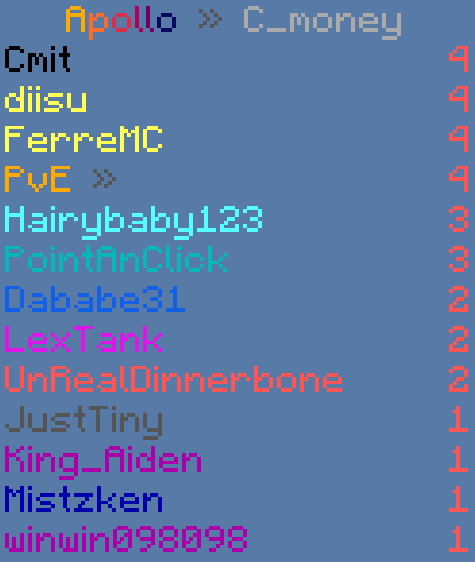 Apollo » C_money
Cmit 4
diisu 4
FerreMC 4
PvE » 4
Hairybaby123 3
PointAnClick 3
Dababe31 2
LexTank 2
UnRealDinnerbone 2
JustTiny 1
King_Aiden 1
Mistzken 1
winwin098098 1